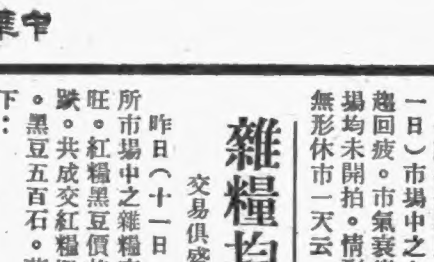 中華
一日）市場中之
趨回疲。市氣衰
場均未開拍。情
無形休市一天云
雜糧均
交易俱盛
昨日（十一日
所市場中之雜糧
旺。紅糧黑豆價
跌。共成交紅糧
。黑豆五百石。
下：